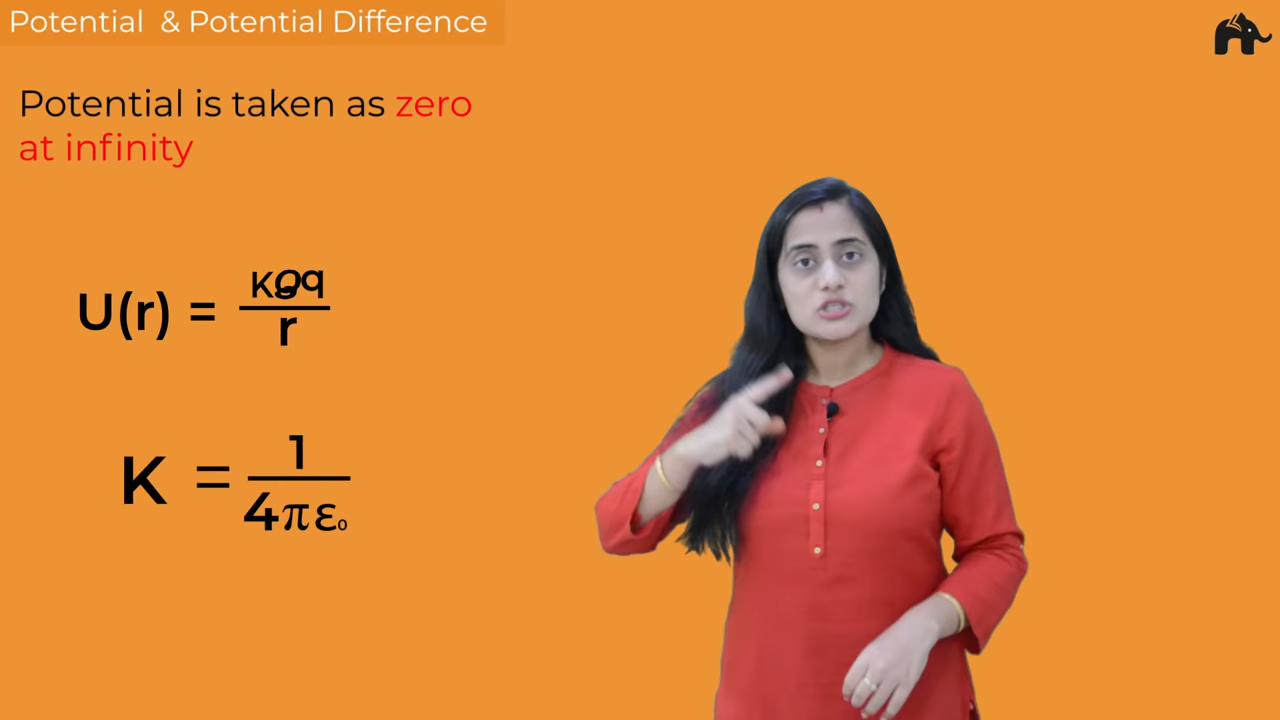 Potential & Potential Difference
Potential is taken as zero
at infinity
U(r) = KQq
r
K = 1
4πε₀